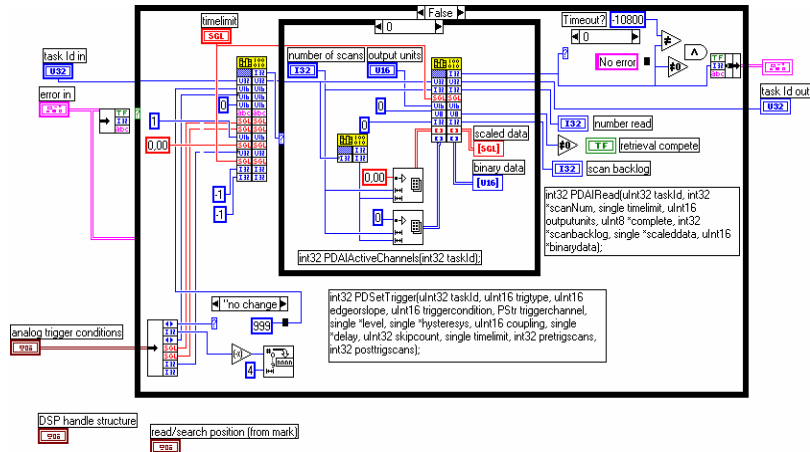 False
timelimit
SGL
0
Timeout?
-10800
0
No error
TF
abc
task Id in
U32
error in
TF
abc
number of scans
I32
output units
U16
0
0
0
1
0,00
-1
-1
0,00
0
task Id out
U32
I32
number read
TF
retrieval compete
I32
scan backlog
scaled data
[SGL]
binary data
[U16]
int32 PDAIActiveChannels(int32 taskId);
int32 PDAIRead(uInt32 taskId, int32
*scanNum, single timelimit, uInt16
outputunits, uInt8 *complete, int32
*scanbacklog, single *scaleddata, uInt16
*binarydata);
"no change
999
int32 PDSetTrigger(uInt32 taskId, uInt16 trigtype, uInt16
edgeorslope, uInt16 triggercondition, PStr triggerchannel,
single *level, single *hysteresys, uInt16 coupling, single
*delay, uInt32 skipcount, single timelimit, int32 pretrigscans,
int32 posttrigscans);
analog trigger conditions
4
DSP handle structure
read/search position (from mark)